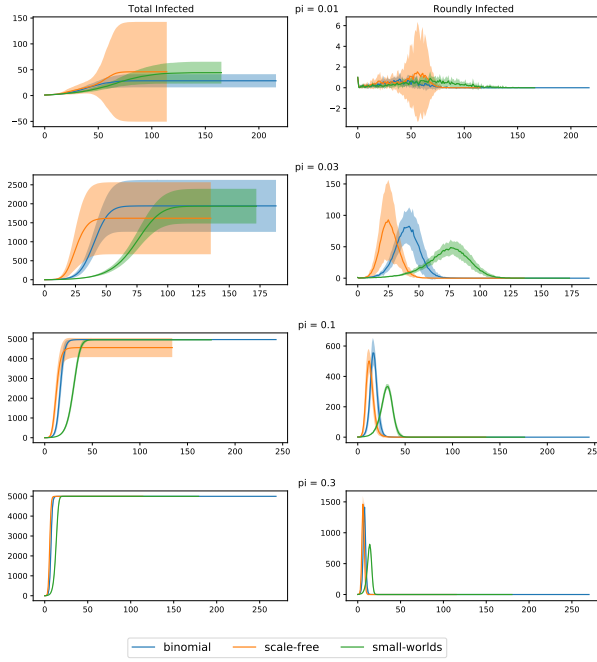 Total Infected
pi = 0.01
Roundly Infected
150
100
50
0
−50
0 50 100 150 200
6
4
2
0
−2
0 50 100 150 200
pi = 0.03
2500
2000
1500
1000
500
0
0 25 50 75 100 125 150 175
150
100
50
0
0 25 50 75 100 125 150 175
pi = 0.1
5000
4000
3000
2000
1000
0
0 50 100 150 200 250
600
400
200
0
0 50 100 150 200 250
pi = 0.3
5000
4000
3000
2000
1000
0
0 50 100 150 200 250
1500
1000
500
0
0 50 100 150 200 250
binomial scale-free small-worlds